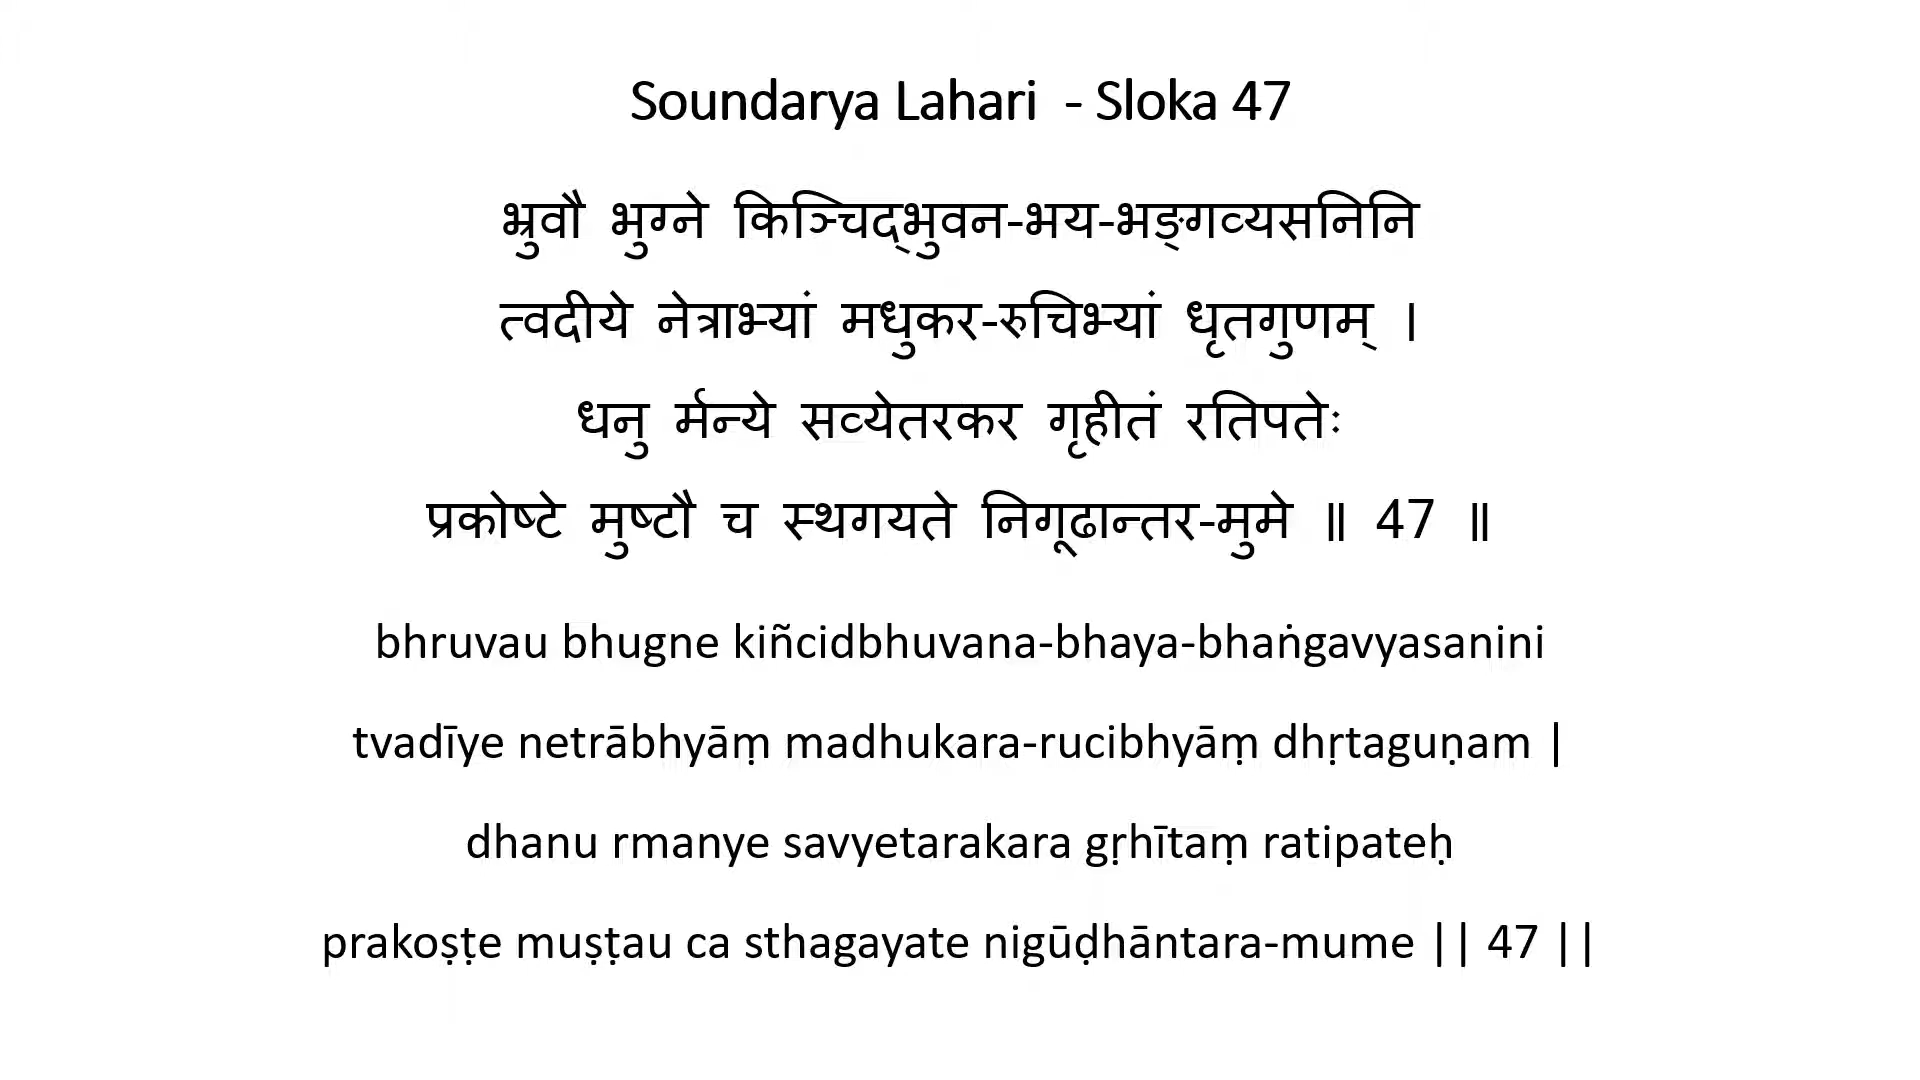 Soundarya Lahari - Sloka 47
भ्रुवौ भुग्ने किञ्चिद्भुवन-भय-भङ्गव्यसनिनि
त्वदीये नेत्राभ्यां मधुकर-रुचिभ्यां धृतगुणम् ।
धनु र्मन्ये सव्येतरकर गृहीतं रतिपतेः
प्रकोष्टे मुष्टौ च स्थगयते निगूढान्तर-मुमे ॥ 47 ॥
bhruvau bhugne kiñcidbhuvana-bhaya-bhaṅgavyasanini
tvadīye netrābhyāṃ madhukara-rucibhyāṃ dhṛtaguṇam |
dhanu rmanye savyetarakara gṛhītaṃ ratipateḥ
prakoṣṭe muṣṭau ca sthagayate nigūḍhāntara-mume || 47 ||